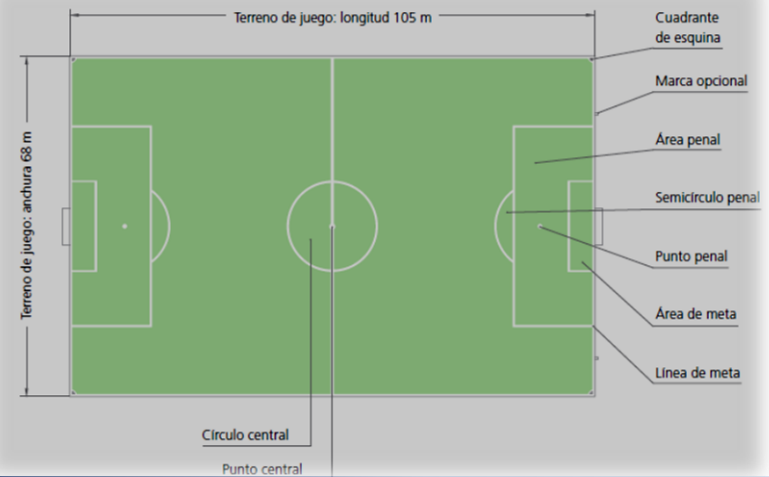 Terreno de juego: longitud 105 m
Cuadrante
de esquina
Marca opcional
Área penal
Semicírculo penal
Punto penal
Área de meta
Línea de meta
Terreno de juego: anchura 68 m
Círculo central
Punto central